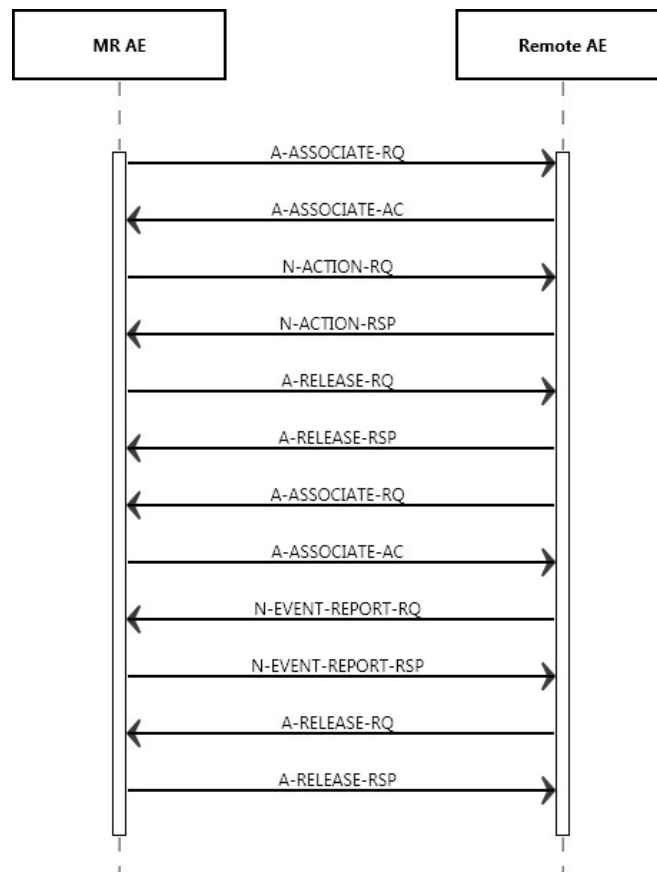 MR AE
Remote AE
A-ASSOCIATE-RQ
A-ASSOCIATE-AC
N-ACTION-RQ
N-ACTION-RSP
A-RELEASE-RQ
A-RELEASE-RSP
A-ASSOCIATE-RQ
A-ASSOCIATE-AC
N-EVENT-REPORT-RQ
N-EVENT-REPORT-RSP
A-RELEASE-RQ
A-RELEASE-RSP